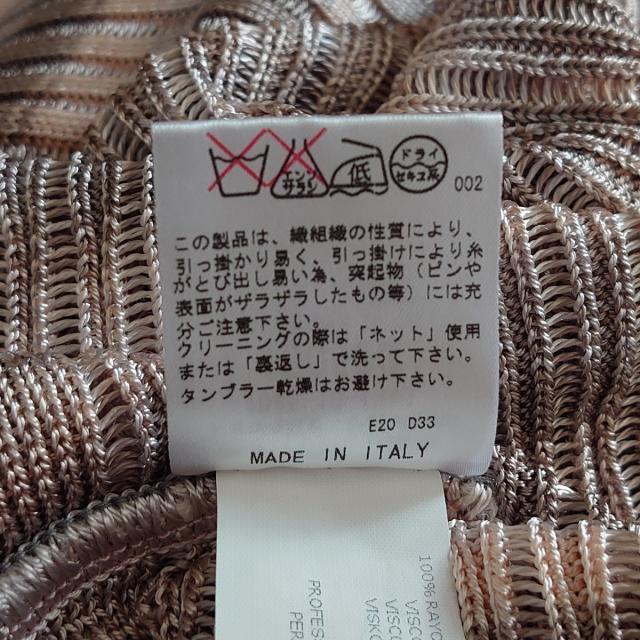 エンソ
サラシ
低
ドライ
セキユ系
002
この製品は、繊組織の性質により、
引っ掛かり易く、引っ掛けにより糸
がとび出し易い為、突起物（ピンや
表面がザラザラしたもの等）には充
分ご注意下さい。
クリーニングの際は「ネット」使用
または「裏返し」で洗って下さい。
タンブラー乾燥はお避け下さい。
E20 D33
MADE IN ITALY
100% RAYO
VISCO
VISC
PROFES
PER